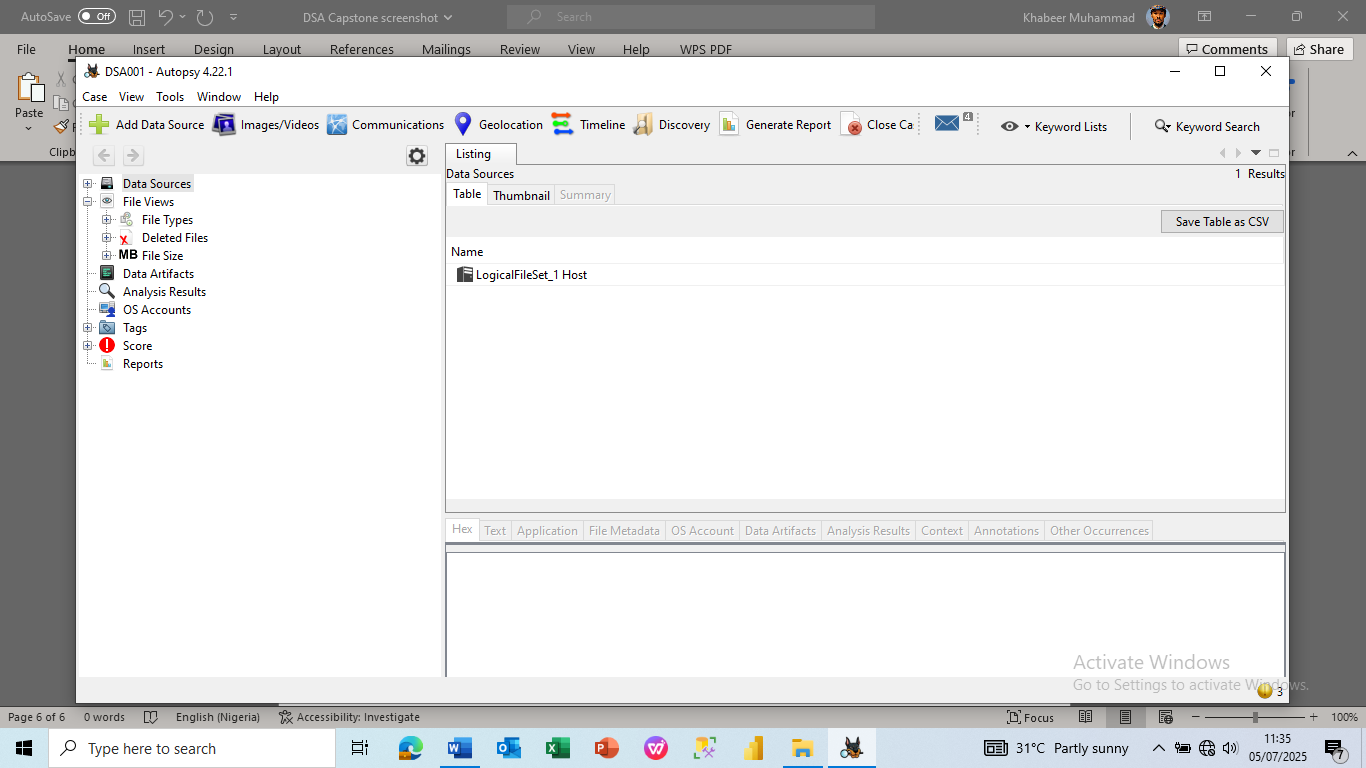 AutoSave Off DSA Capstone screenshot Search Khabeer Muhammad
File Home Insert Design Layout References Mailings Review View Help WPS PDF Comments Share
Paste
Clipb
DSA001 - Autopsy 4.22.1
Case View Tools Window Help
Add Data Source Images/Videos Communications Geolocation Timeline Discovery Generate Report Close Ca 4 Keyword Lists Keyword Search
Listing
Data Sources 1 Results
Table Thumbnail Summary
Save Table as CSV
Name
LogicalFileSet_1 Host
Data Sources
File Views
File Types
Deleted Files
MB File Size
Data Artifacts
Analysis Results
OS Accounts
Tags
Score
Reports
Hex Text Application File Metadata OS Account Data Artifacts Analysis Results Context Annotations Other Occurrences
Activate Windows
Go to Settings to activate Windows.
3
Page 6 of 6 0 words English (Nigeria) Accessibility: Investigate Focus 100%
Type here to search 31°C Partly sunny 11:35
05/07/2025 7